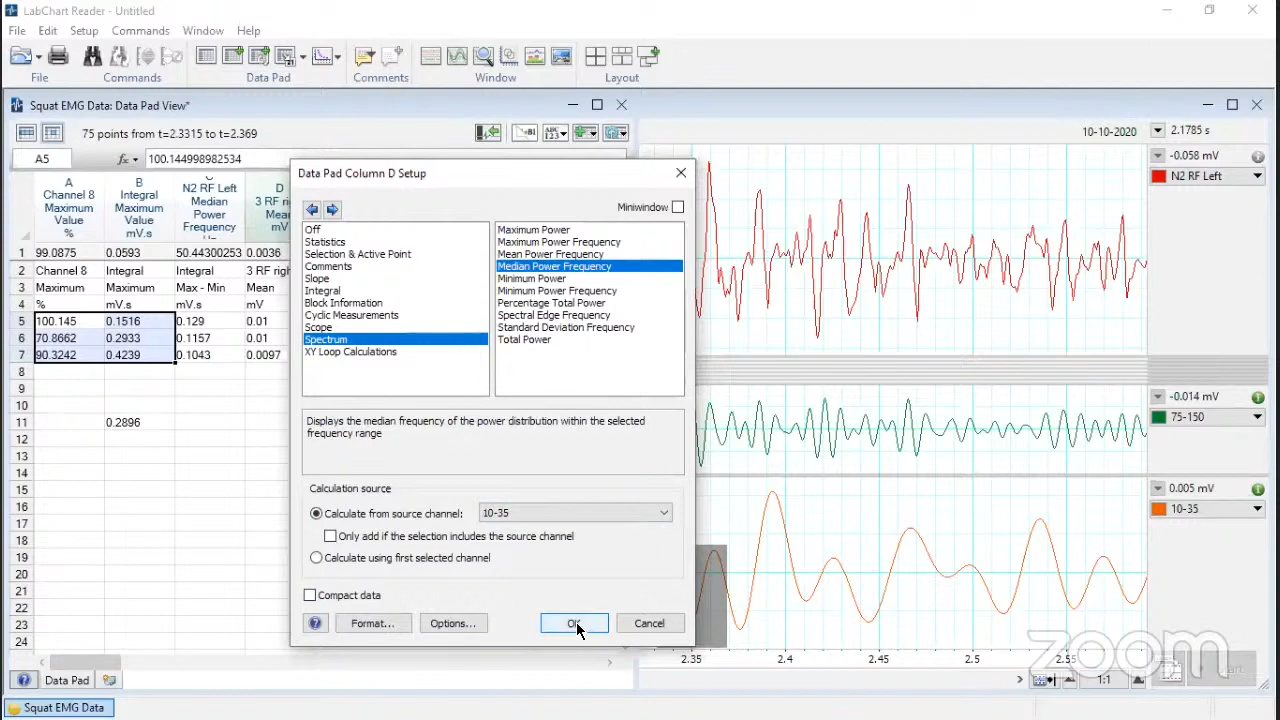 LabChart Reader - Untitled
File Edit Setup Commands Window Help
File Commands Data Pad Comments Window Layout
Squat EMG Data: Data Pad View*
75 points from t=2.3315 to t=2.369
10-10-2020 2.1785 s
A5 fx 100.144998982534
-0.058 mV
N2 RF Left
A B C D
Channel 8 Maximum Value %
Integral Maximum Value mV.s
N2 RF Left Median Power Frequency
3 RF ri Mean mV
1 99.0875 0.0593 50.44300253 0.0036
2 Channel 8 Integral Integral 3 RF right
3 Maximum Maximum Max - Min Mean
4 % mV.s mV.s mV
5 100.145 0.1516 0.129 0.01
6 70.8662 0.2933 0.1157 0.01
7 90.3242 0.4239 0.1043 0.0097
8
9
10
11 0.2896
12
13
14
15
16
17
18
19
20
21
22
23
24
Data Pad Column D Setup
Miniwindow
Off
Statistics
Selection & Active Point
Comments
Slope
Integral
Block Information
Cyclic Measurements
Scope
Spectrum
XY Loop Calculations
Maximum Power
Maximum Power Frequency
Mean Power Frequency
Median Power Frequency
Minimum Power
Minimum Power Frequency
Percentage Total Power
Spectral Edge Frequency
Standard Deviation Frequency
Total Power
Displays the median frequency of the power distribution within the selected
frequency range
Calculation source
Calculate from source channel: 10-35
Only add if the selection includes the source channel
Calculate using first selected channel
Compact data
Format... Options... OK Cancel
-0.014 mV
75-150
0.005 mV
10-35
2.35 2.4 2.45 2.5 2.55
zoom
1:1
Data Pad
Squat EMG Data